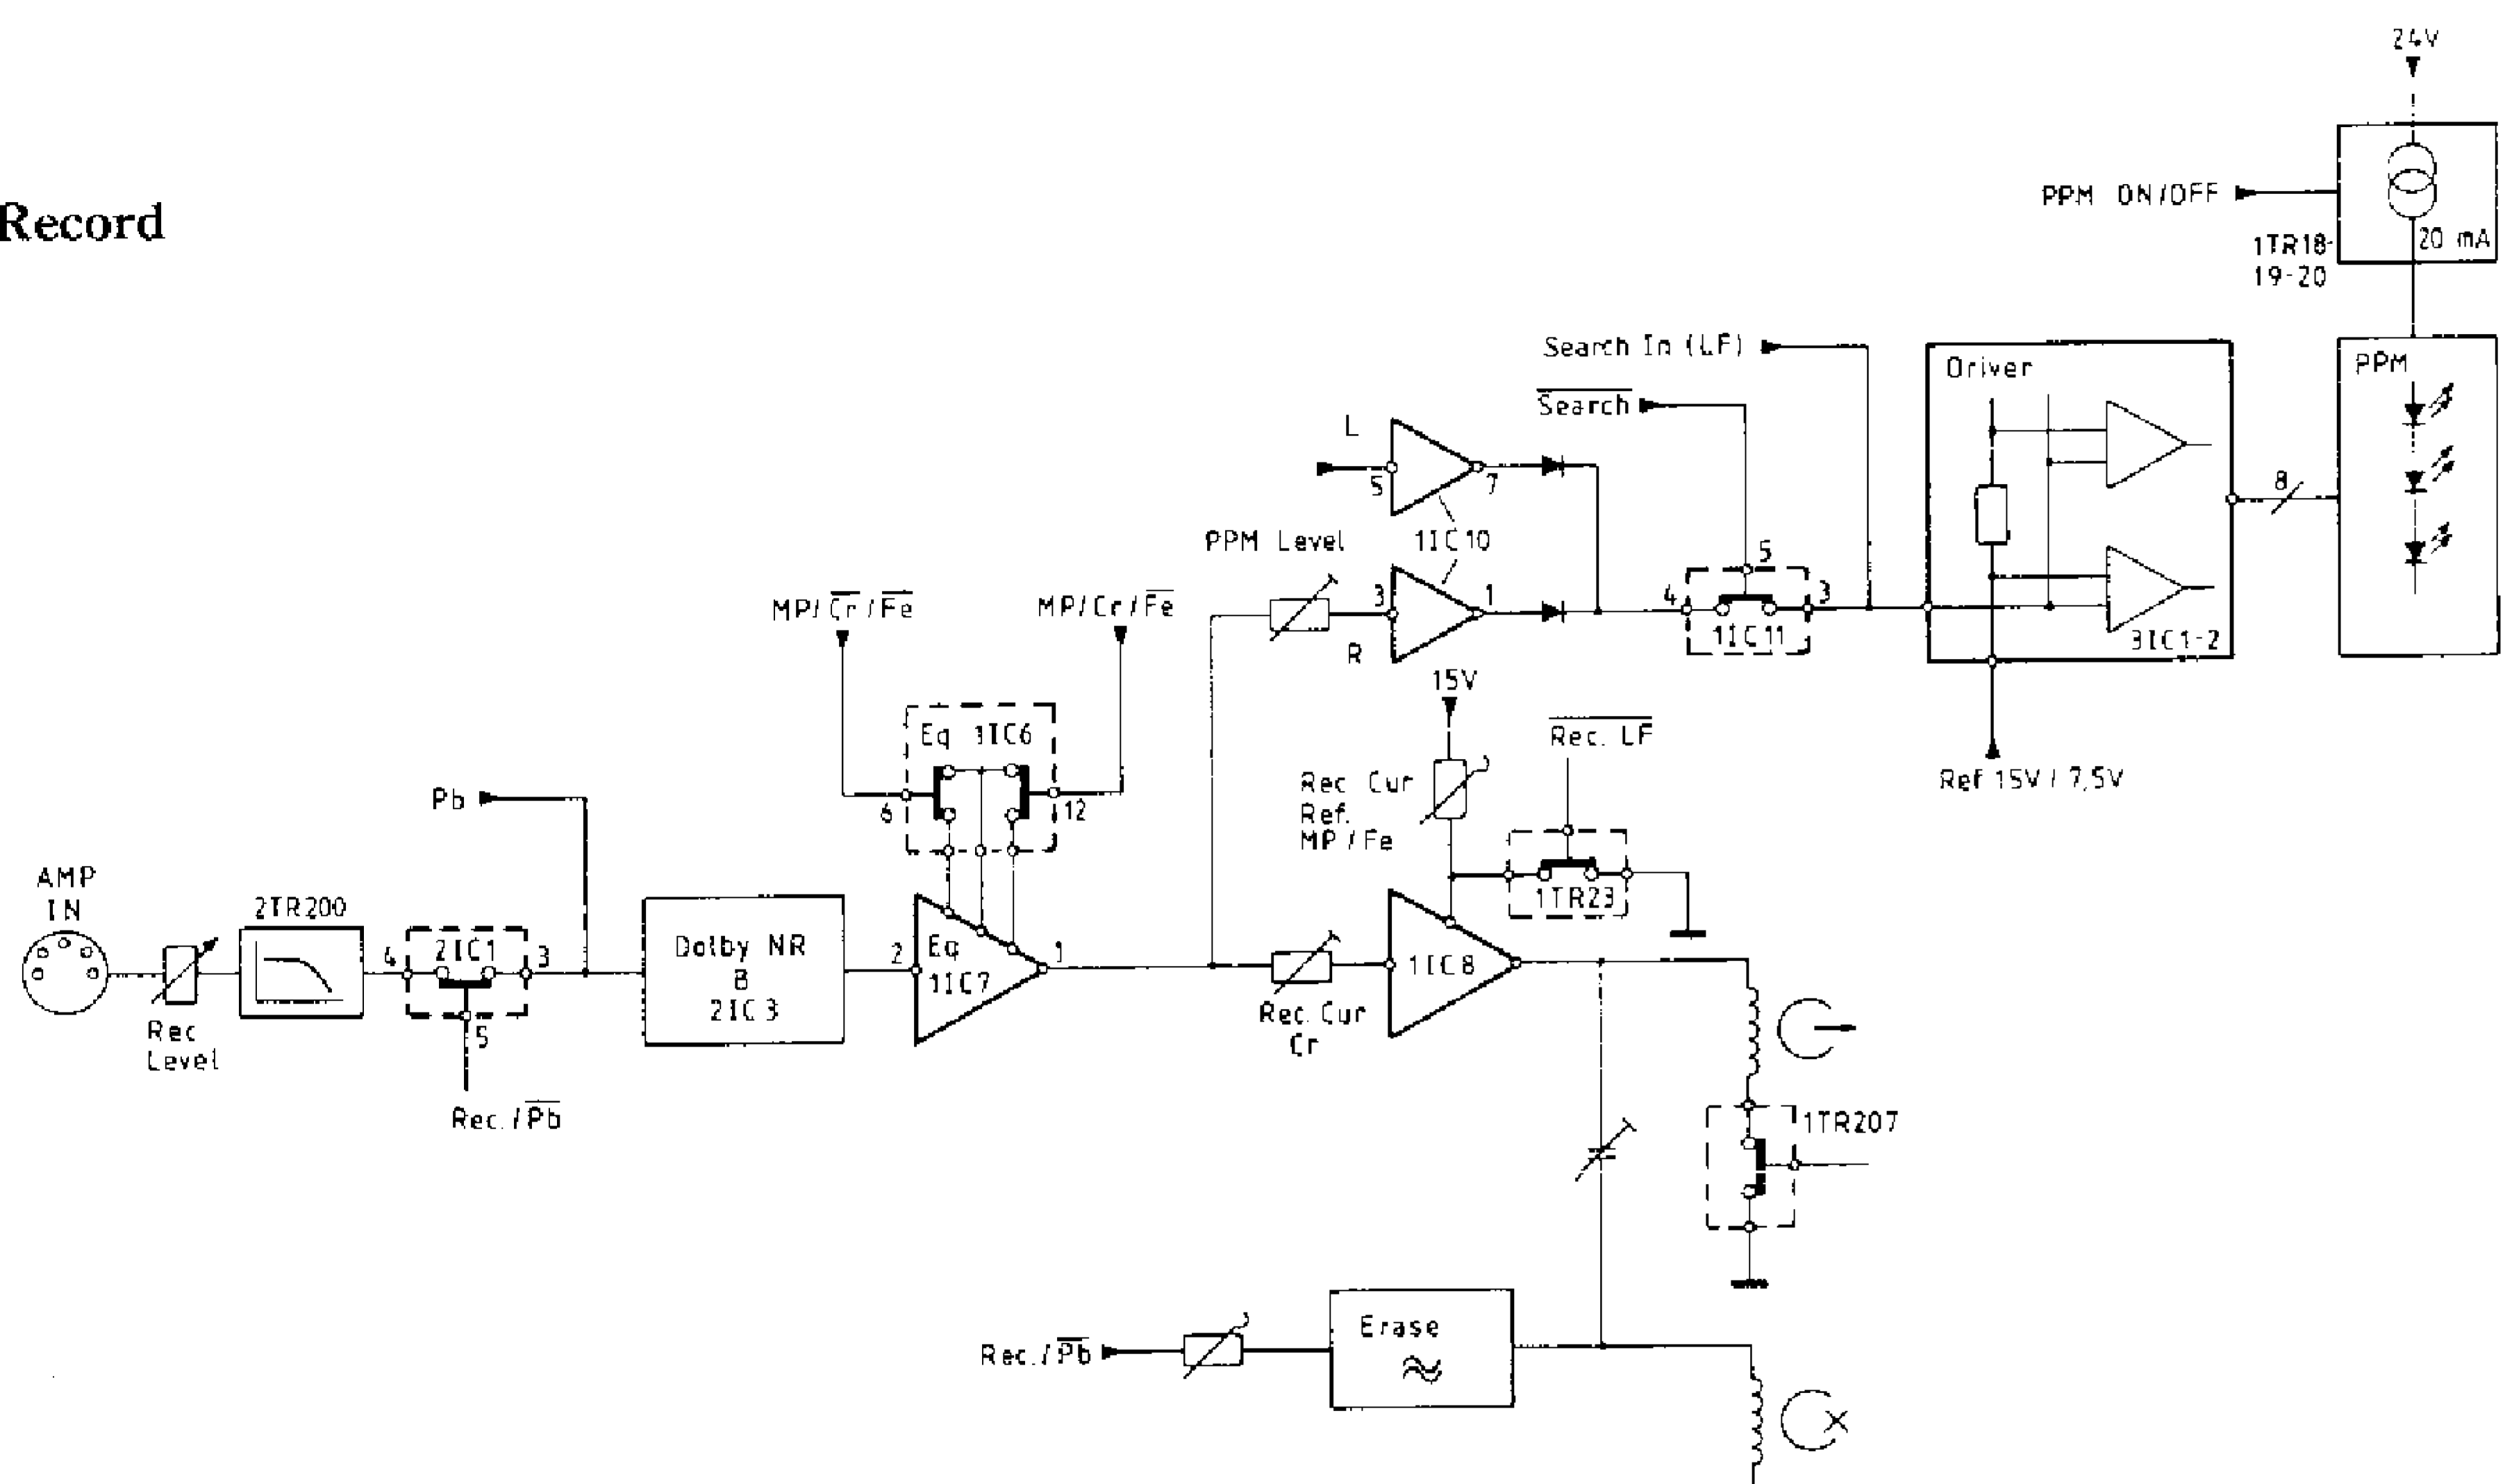 24V
Record
PPM ON/OFF
20 mA
1TR18-
19-20
Search In (LF)
Search
Driver
PPM
L
5
7
8
PPM Level
1IC10
5
3
1
4
3
MP/Cr/Fe
MP/Cr/Fe
1IC11
3IC1-2
R
15V
Eq 1IC6
Rec. LF
Ref 15V / 7,5V
Rec Cur
Ref.
MP/Fe
Pb
6
12
AMP
IN
2TR200
1TR23
4
2IC1
3
Dolby NR
B
2IC3
2
Eq
1IC7
1
1IC8
Rec
Level
5
Rec. Cur
Cr
Rec./Pb
1TR207
Rec./Pb
Erase